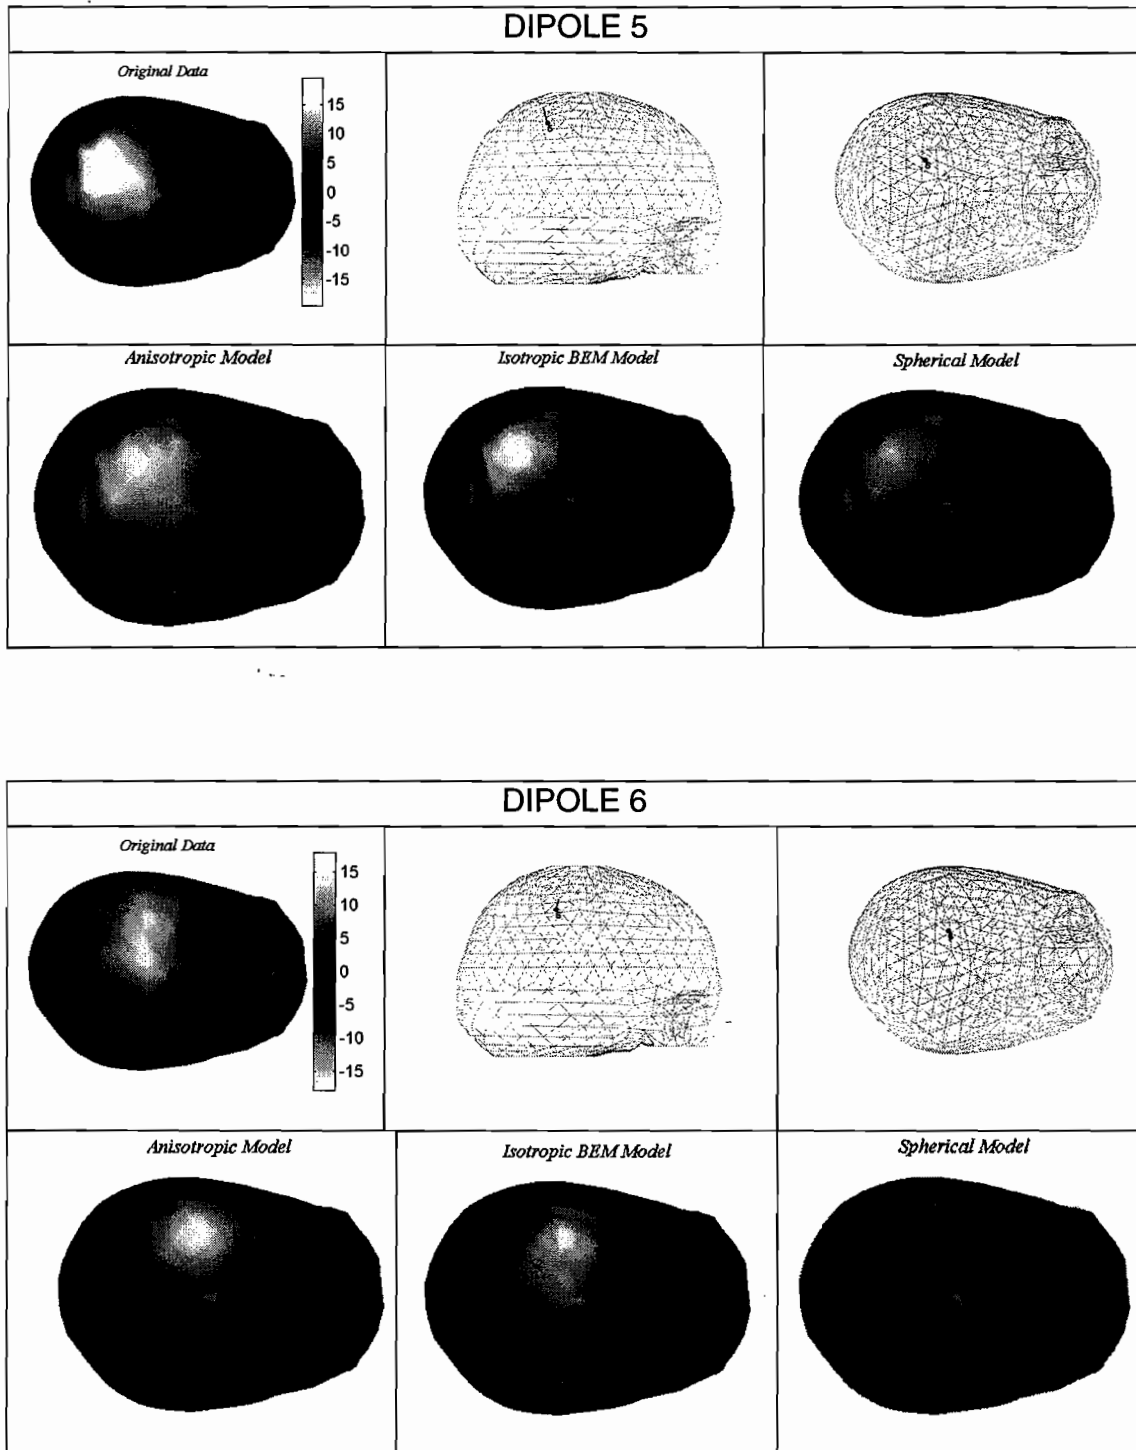 DIPOLE 5
Original Data
15
10
5
0
-5
-10
-15
Anisotropic Model
Isotropic BEM Model
Spherical Model
DIPOLE 6
Original Data
15
10
5
0
-5
-10
-15
Anisotropic Model
Isotropic BEM Model
Spherical Model